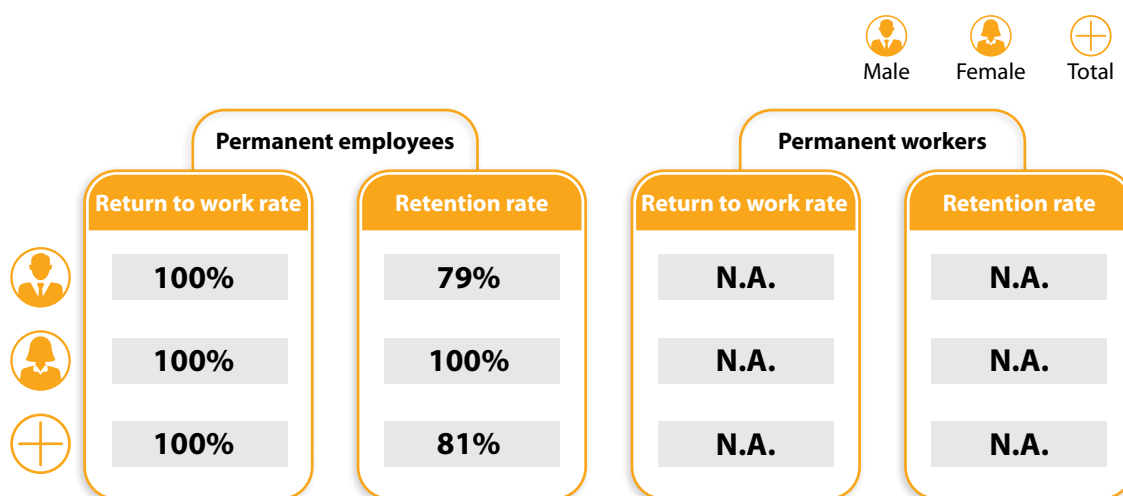 Male Female Total
Permanent employees Permanent workers
Return to work rate Retention rate Return to work rate Retention rate
100% 79% N.A. N.A.
100% 100% N.A. N.A.
100% 81% N.A. N.A.